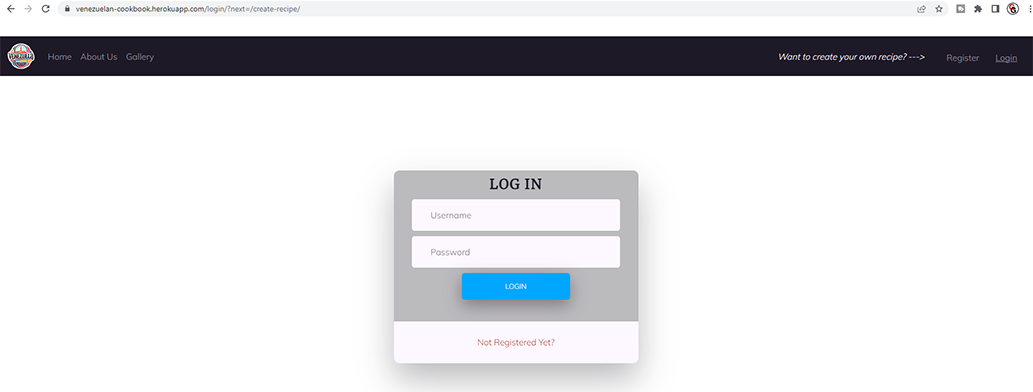 venezuelan-cookbook.herokuapp.com/login/?next=/create-recipe/
Home About Us Gallery Want to create your own recipe? ---> Register Login
LOG IN
Username
Password
LOGIN
Not Registered Yet?